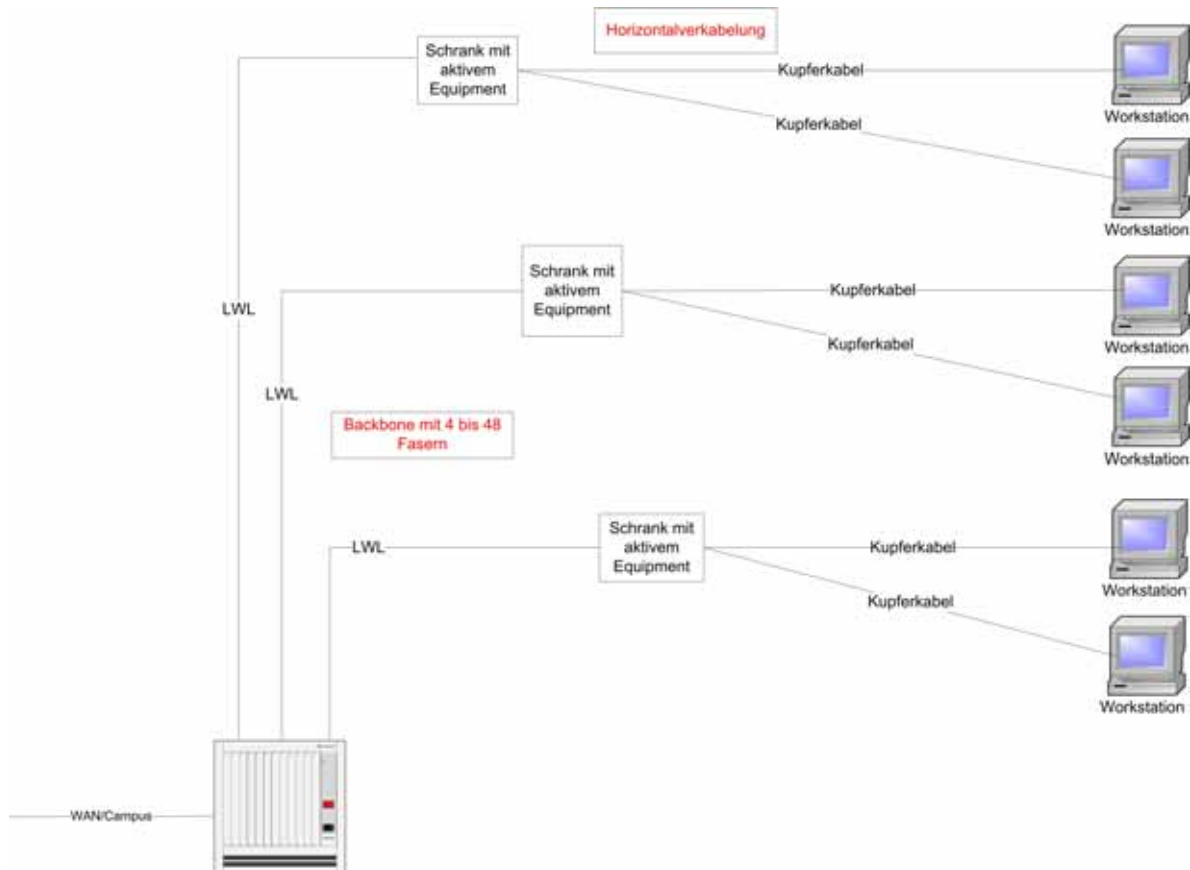 Horizontalverkabelung
Schrank mit
aktivem
Equipment
Kupferkabel
Kupferkabel
Workstation
Workstation
Schrank mit
aktivem
Equipment
Kupferkabel
Kupferkabel
Workstation
Workstation
LWL
LWL
Backbone mit 4 bis 48
Fasern
LWL
Schrank mit
aktivem
Equipment
Kupferkabel
Kupferkabel
Workstation
Workstation
WAN/Campus